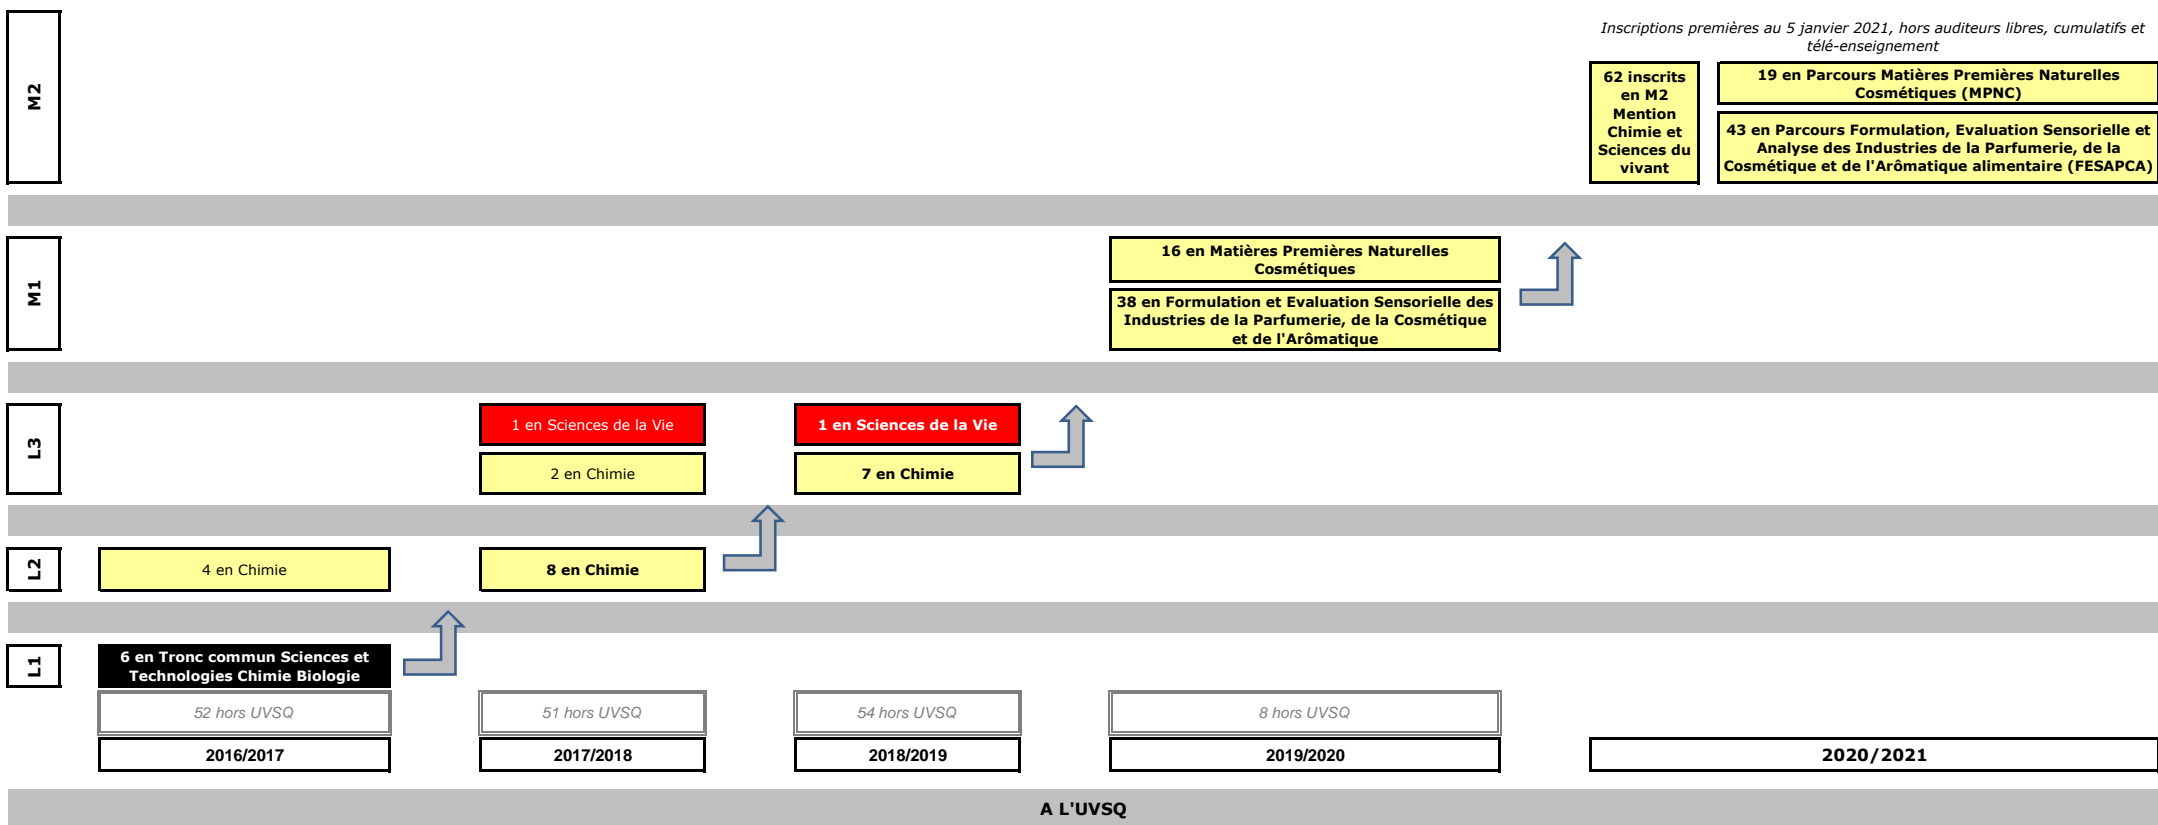 M2
Inscriptions premières au 5 janvier 2021, hors auditeurs libres, cumulatifs et
télé-enseignement
62 inscrits
en M2
Mention
Chimie et
Sciences du
vivant
19 en Parcours Matières Premières Naturelles
Cosmétiques (MPNC)
43 en Parcours Formulation, Evaluation Sensorielle et
Analyse des Industries de la Parfumerie, de la
Cosmétique et de l'Arômatique alimentaire (FESAPCA)
M1
16 en Matières Premières Naturelles
Cosmétiques
38 en Formulation et Evaluation Sensorielle des
Industries de la Parfumerie, de la Cosmétique
et de l'Arômatique
L3
1 en Sciences de la Vie
1 en Sciences de la Vie
2 en Chimie
7 en Chimie
L2
4 en Chimie
8 en Chimie
L1
6 en Tronc commun Sciences et
Technologies Chimie Biologie
52 hors UVSQ
51 hors UVSQ
54 hors UVSQ
8 hors UVSQ
2016/2017
2017/2018
2018/2019
2019/2020
2020/2021
A L'UVSQ